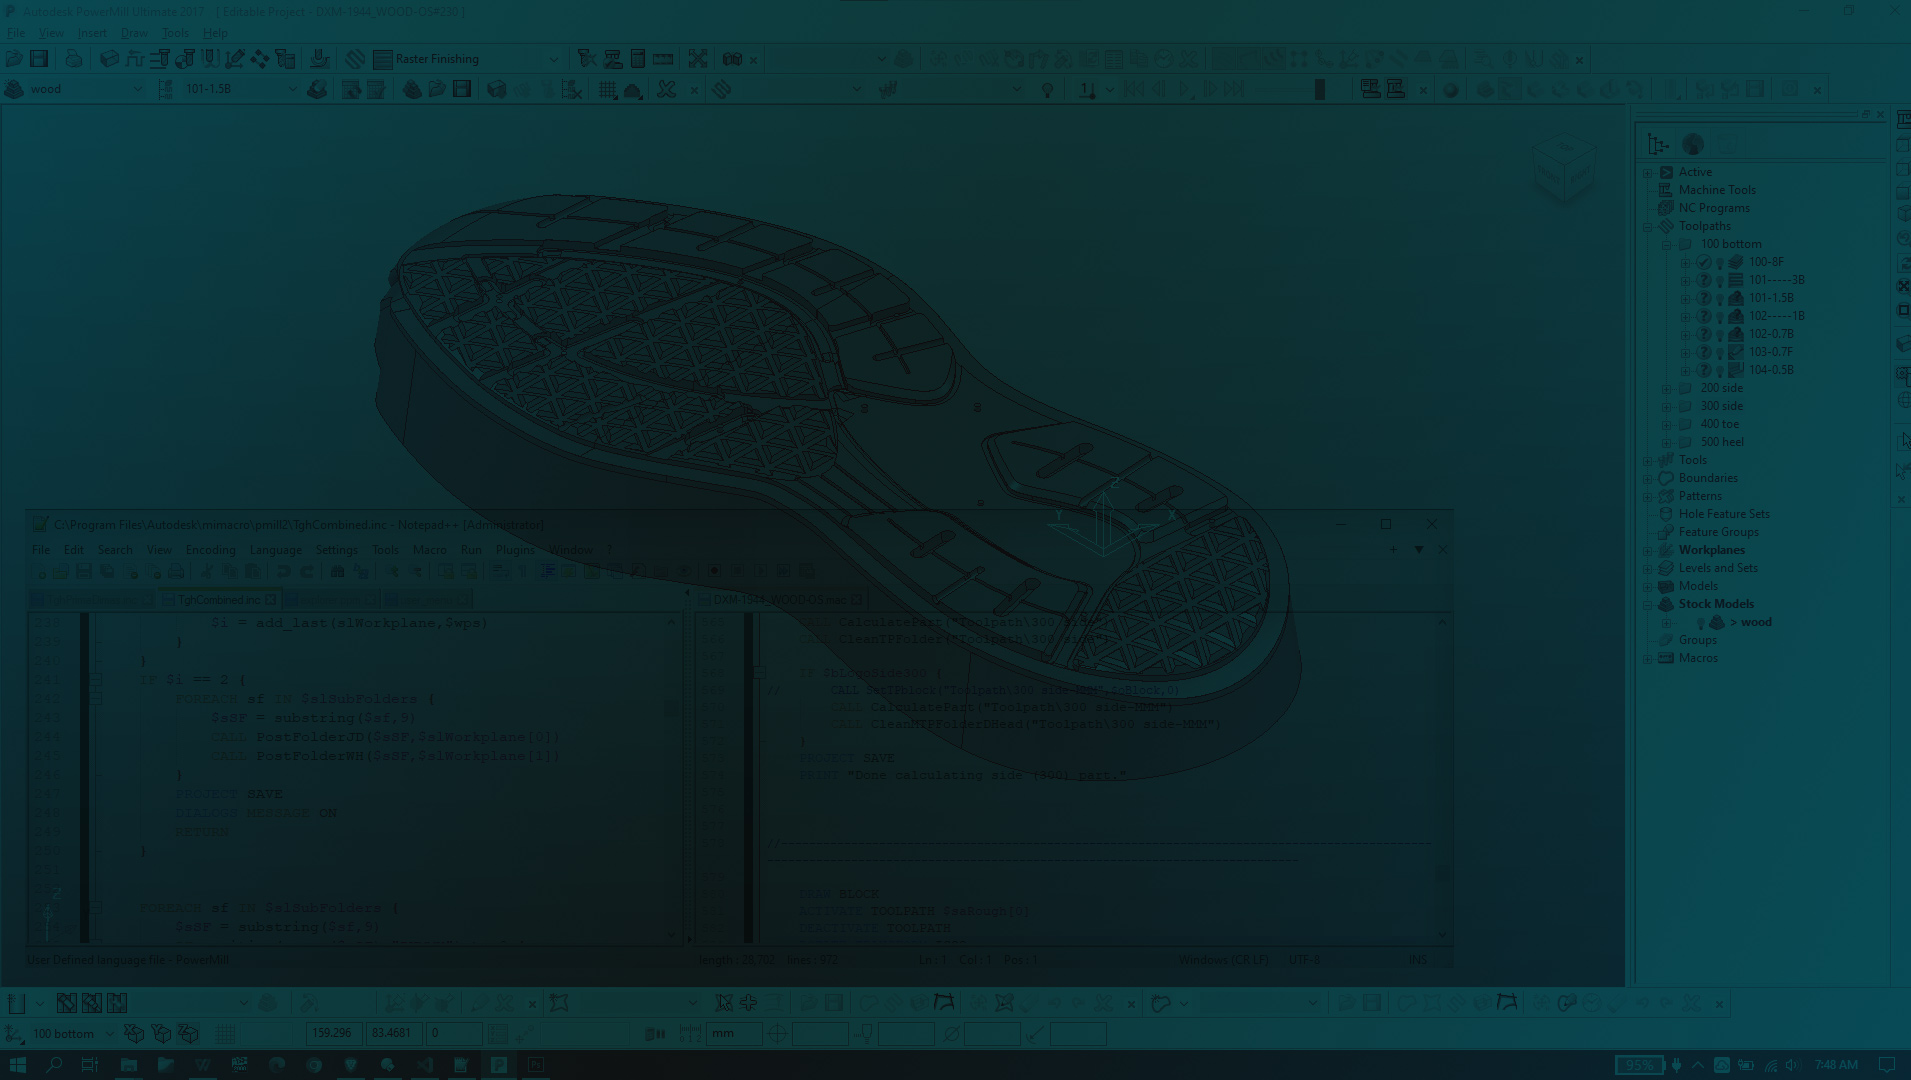 Autodesk PowerMill Ultimate 2017 [ Editable Project - DXM-1944_WOOD-OS#230 ]
File View Insert Draw Tools Help
Raster Finishing
wood 101-1.5B
Active
Machine Tools
NC Programs
Toolpaths
100 bottom
100-8F
101-----3B
101-1.5B
102-----1B
102-0.7B
103-0.7F
104-0.5B
200 side
300 side
400 toe
500 heel
Tools
Boundaries
Patterns
Hole Feature Sets
Feature Groups
Workplanes
Levels and Sets
Models
Stock Models
> wood
Groups
Macros
Z
Y
X
C:\Program Files\Autodesk\mimacro\pmill2\TghCombined.inc - Notepad++ [Administrator]
File Edit Search View Encoding Language Settings Tools Macro Run Plugins Window ?
TghCombined.inc
DXM-1944_WOOD-OS.mac
$i = add_last(slWorkplane,$wps)
}
}
IF $i == 2 {
FOREACH sf IN $slSubFolders {
$sSF = substring($sf,9)
CALL PostFolderJD($sSF,$slWorkplane[0])
CALL PostFolderWH($sSF,$slWorkplane[1])
}
PROJECT SAVE
DIALOGS MESSAGE ON
RETURN
}
FOREACH sf IN $slSubFolders {
$sSF = substring($sf,9)
CALL CalculatePart("Toolpath\300 side")
CALL CleanTPFolder("Toolpath\300 side")
IF $bLogoSide300 {
// CALL SetTPblock("Toolpath\300 side-MMM",$oBlock,0)
CALL CalculatePart("Toolpath\300 side-MMM")
CALL CleanMTPFolderDHead("Toolpath\300 side-MMM")
}
PROJECT SAVE
PRINT "Done calculating side (300) part."
DRAW BLOCK
ACTIVATE TOOLPATH $saRough[0]
DEACTIVATE TOOLPATH
User Defined language file - PowerMill
length : 28,702 lines : 972 Ln : 1 Col : 1 Pos : 1 Windows (CR LF) UTF-8 INS
Z
100 bottom 159.296 83.4681 0 mm
95% 7:48 AM